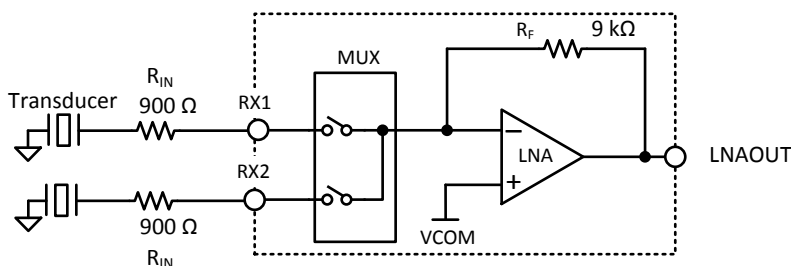 R_F 9 kΩ
MUX
R_IN
Transducer
900 Ω
RX1
LNA
LNAOUT
RX2
VCOM
900 Ω
R_IN